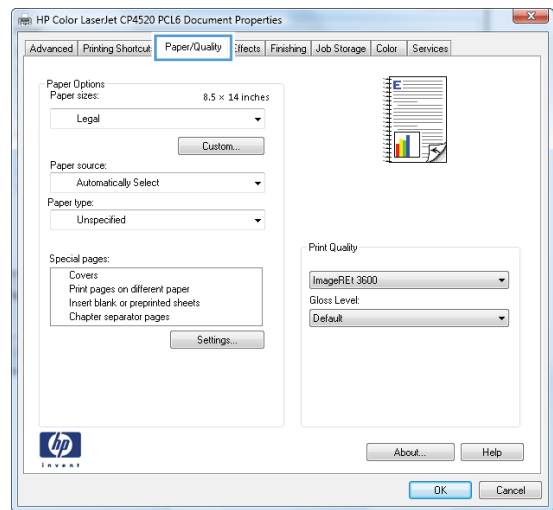 HP Color LaserJet CP4520 PCL6 Document Properties
Advanced Printing Shortcut Paper/Quality Effects Finishing Job Storage Color Services
Paper Options
Paper sizes: 8.5 × 14 inches
Legal
Custom...
Paper source:
Automatically Select
Paper type:
Unspecified
Special pages:
Covers
Print pages on different paper
Insert blank or preprinted sheets
Chapter separator pages
Settings...
E
Print Quality
ImageREt 3600
Gloss Level:
Default
hp
invent
About... Help
OK Cancel